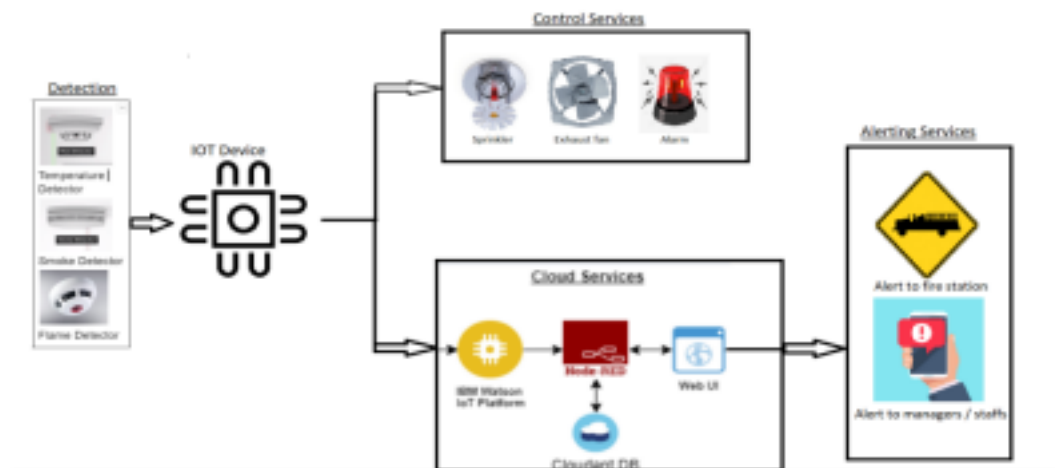 Control Services
Sprinkler
Exhaust fan
Alarm
Detection
Temperature
Detector
Smoke Detector
Flame Detector
IOT Device
Cloud Services
IBM Watson
IoT Platform
Node-RED
Web UI
Cloudant DB
Alerting Services
Alert to fire station
Alert to managers / staffs